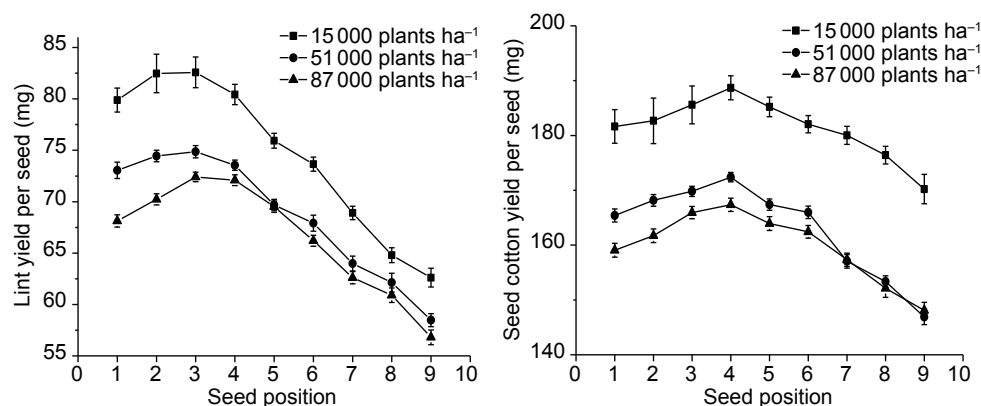 15 000 plants ha⁻¹
51 000 plants ha⁻¹
87 000 plants ha⁻¹
85
80
75
70
65
60
55
Lint yield per seed (mg)
0 1 2 3 4 5 6 7 8 9 10
Seed position
15 000 plants ha⁻¹
51 000 plants ha⁻¹
87 000 plants ha⁻¹
200
180
160
140
Seed cotton yield per seed (mg)
0 1 2 3 4 5 6 7 8 9 10
Seed position